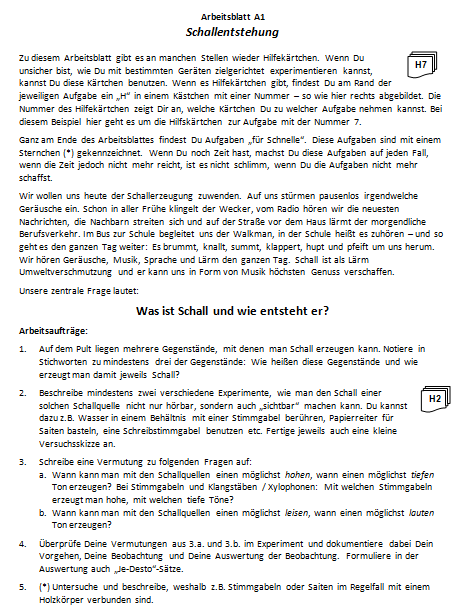 Arbeitsblatt A1
Schallentstehung
Zu diesem Arbeitsblatt gibt es an manchen Stellen wieder Hilfekärtchen. Wenn Du
unsicher bist, wie Du mit bestimmten Geräten zielgerichtet experimentieren kannst,
kannst Du diese Kärtchen benutzen. Wenn es Hilfekärtchen gibt, findest Du am Rand der
jeweiligen Aufgabe ein „H“ in einem Kästchen mit einer Nummer – so wie hier rechts abgebildet. Die
Nummer des Hilfekärtchen zeigt Dir an, welche Kärtchen Du zu welcher Aufgabe nehmen kannst. Bei
diesem Beispiel hier geht es um die Hilfskärtchen zur Aufgabe mit der Nummer 7.
H7
Ganz am Ende des Arbeitsblattes findest Du Aufgaben „für Schnelle“. Diese Aufgaben sind mit einem
Sternchen (*) gekennzeichnet. Wenn Du noch Zeit hast, machst Du diese Aufgaben auf jeden Fall,
wenn die Zeit jedoch nicht mehr reicht, ist es nicht schlimm, wenn Du die Aufgaben nicht mehr
schaffst.
Wir wollen uns heute der Schallerzeugung zuwenden. Auf uns stürmen pausenlos irgendwelche
Geräusche ein. Schon in aller Frühe klingelt der Wecker, vom Radio hören wir die neuesten
Nachrichten, die Nachbarn streiten sich und auf der Straße vor dem Haus lärmt der morgendliche
Berufsverkehr. Im Bus zur Schule begleitet uns der Walkman, in der Schule heißt es zuhören – und so
geht es den ganzen Tag weiter: Es brummt, knallt, summt, klappert, hupt und pfeift um uns herum.
Wir hören Geräusche, Musik, Sprache und Lärm den ganzen Tag. Schall ist als Lärm
Umweltverschmutzung und er kann uns in Form von Musik höchsten Genuss verschaffen.
Unsere zentrale Frage lautet:
Was ist Schall und wie entsteht er?
Arbeitsaufträge:
1. Auf dem Pult liegen mehrere Gegenstände, mit denen man Schall erzeugen kann. Notiere in
Stichworten zu mindestens drei der Gegenstände: Wie heißen diese Gegenstände und wie
erzeugt man damit jeweils Schall?
2. Beschreibe mindestens zwei verschiedene Experimente, wie man den Schall einer
solchen Schallquelle nicht nur hörbar, sondern auch „sichtbar“ machen kann. Du kannst
dazu z.B. Wasser in einem Behältnis mit einer Stimmgabel berühren, Papierreiter für
Saiten basteln, eine Schreibstimmgabel benutzen etc. Fertige jeweils auch eine kleine
Versuchsskizze an.
H2
3. Schreibe eine Vermutung zu folgenden Fragen auf:
a. Wann kann man mit den Schallquellen einen möglichst hohen, wann einen möglichst tiefen
Ton erzeugen? Bei Stimmgabeln und Klangstäben / Xylophonen: Mit welchen Stimmgabeln
erzeugt man hohe, mit welchen tiefe Töne?
b. Wann kann man mit den Schallquellen einen möglichst leisen, wann einen möglichst lauten
Ton erzeugen?
4. Überprüfe Deine Vermutungen aus 3.a. und 3.b. im Experiment und dokumentiere dabei Dein
Vorgehen, Deine Beobachtung und Deine Auswertung der Beobachtung. Formuliere in der
Auswertung auch „Je-Desto“-Sätze.
5. (*) Untersuche und beschreibe, weshalb z.B. Stimmgabeln oder Saiten im Regelfall mit einem
Holzkörper verbunden sind.